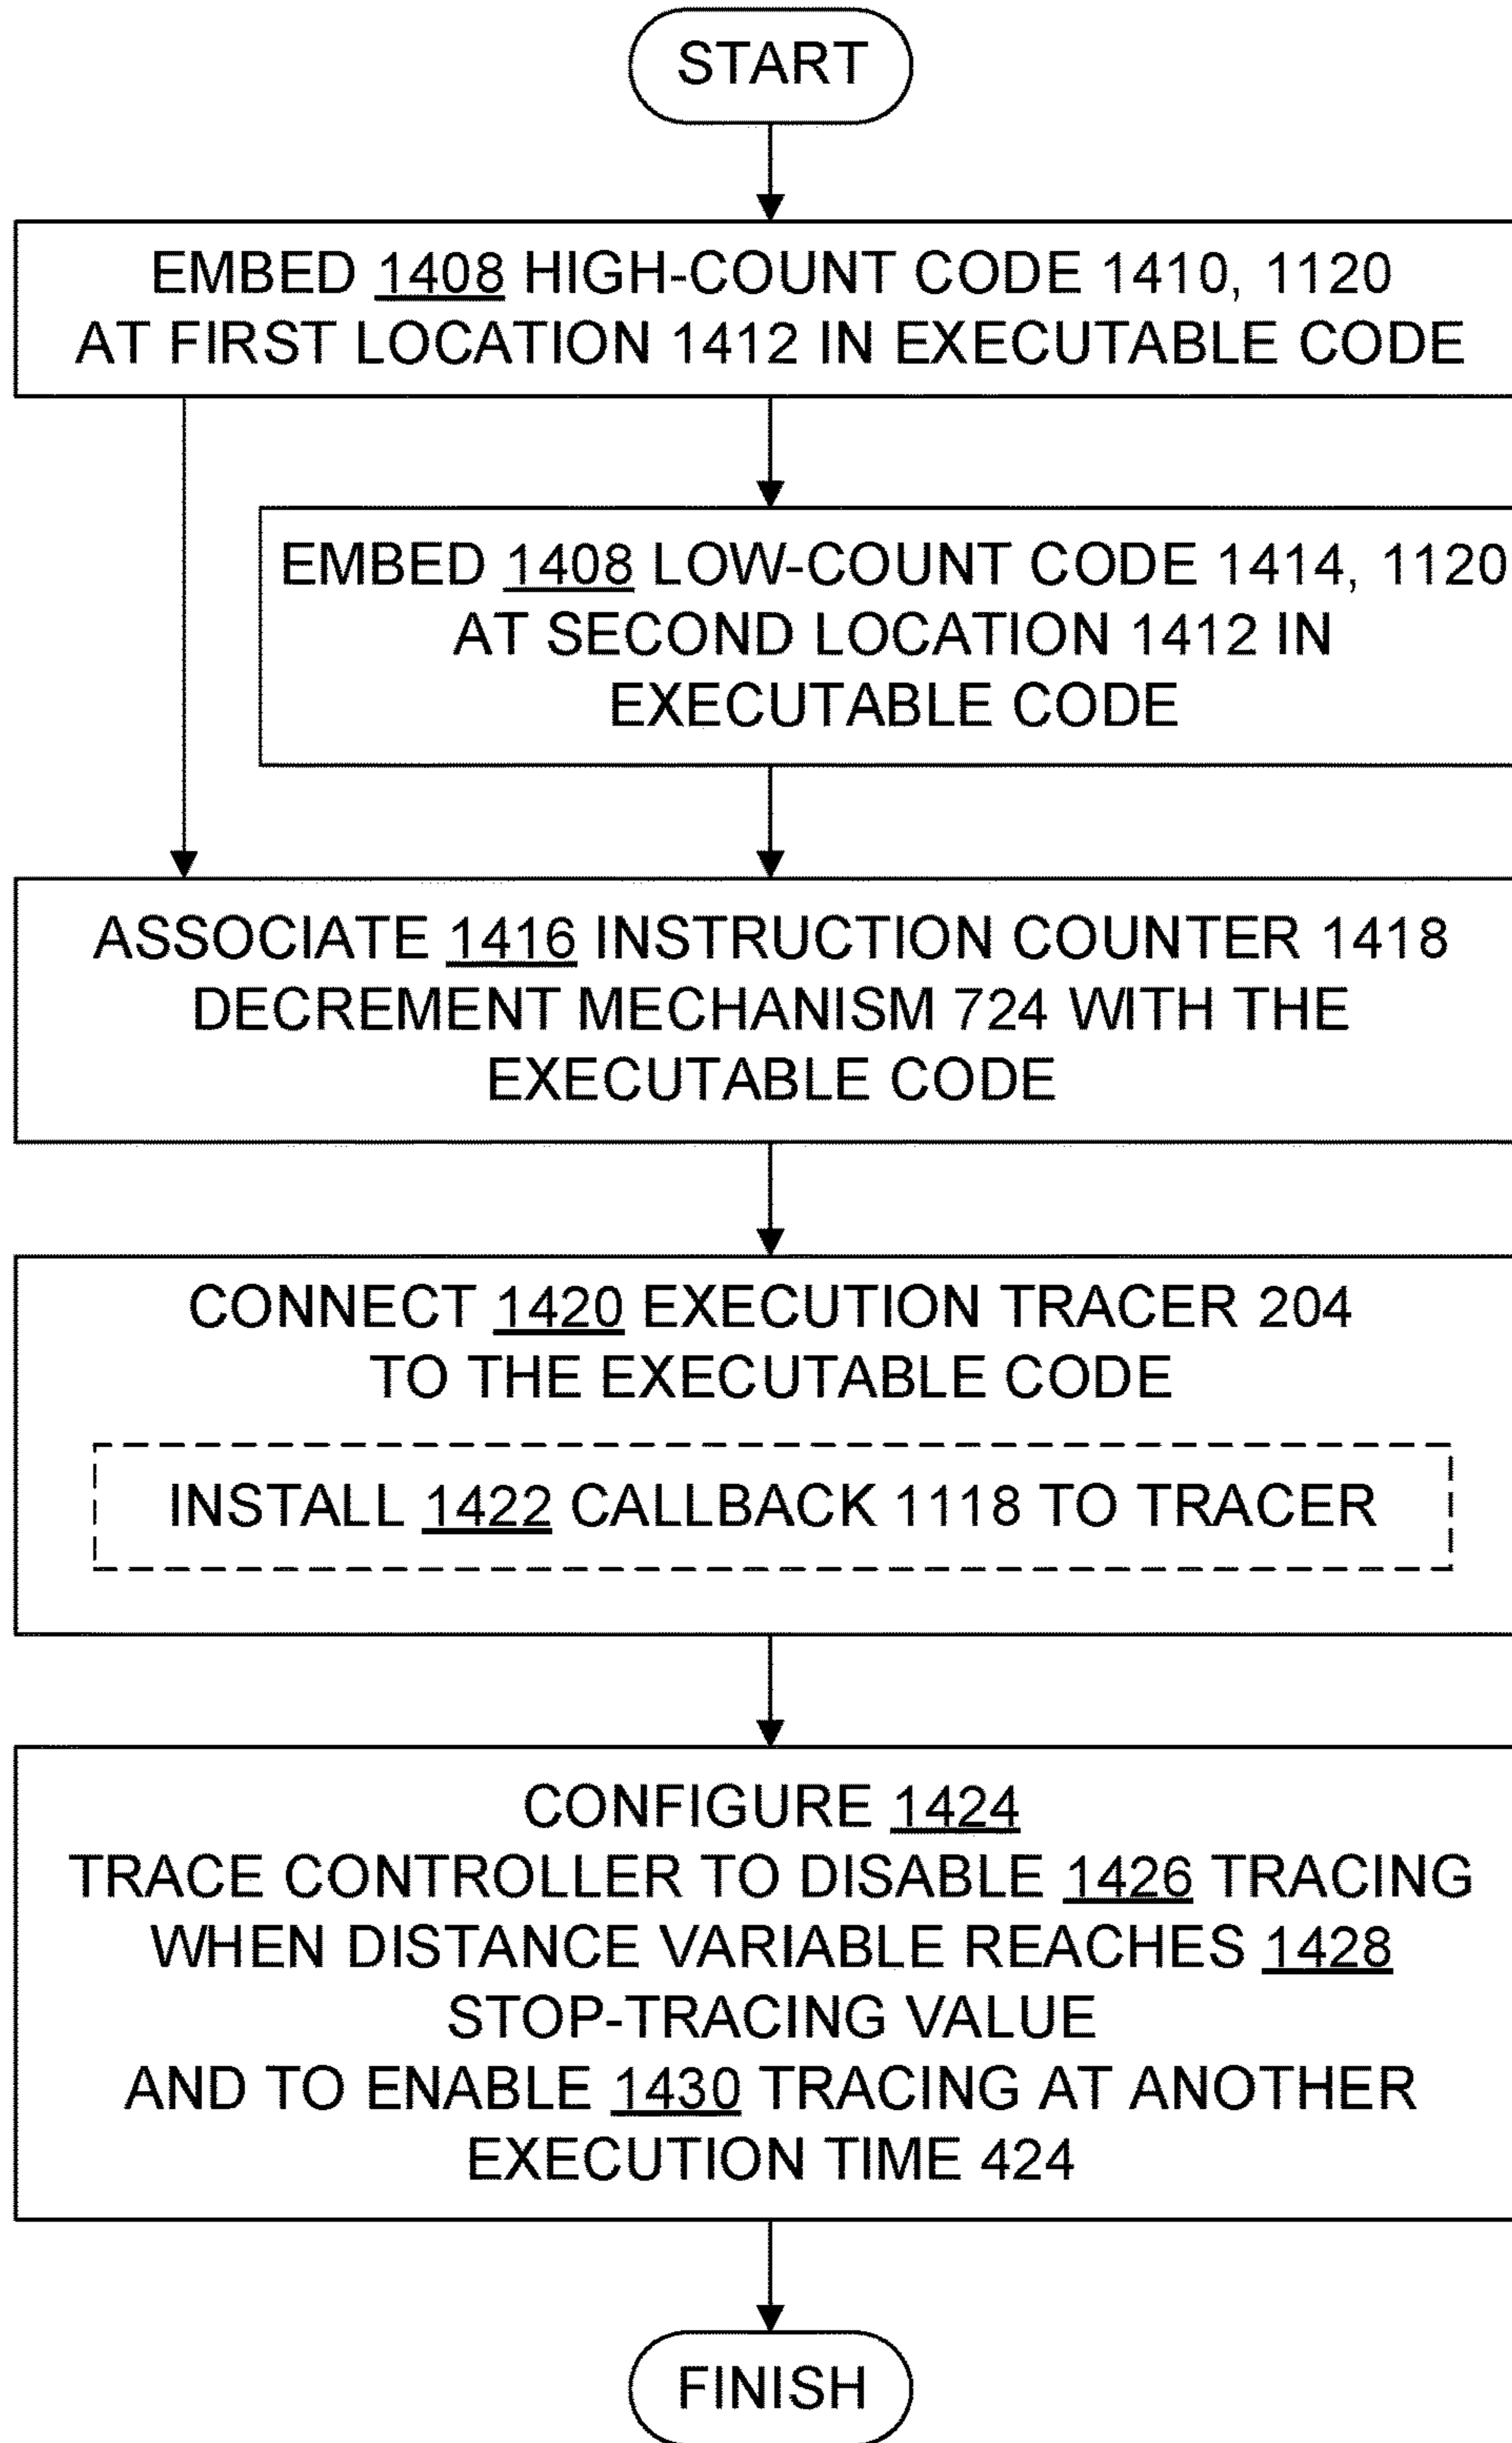 START
EMBED 1408 HIGH-COUNT CODE 1410, 1120
AT FIRST LOCATION 1412 IN EXECUTABLE CODE
EMBED 1408 LOW-COUNT CODE 1414, 1120
AT SECOND LOCATION 1412 IN
EXECUTABLE CODE
ASSOCIATE 1416 INSTRUCTION COUNTER 1418
DECREMENT MECHANISM 724 WITH THE
EXECUTABLE CODE
CONNECT 1420 EXECUTION TRACER 204
TO THE EXECUTABLE CODE
INSTALL 1422 CALLBACK 1118 TO TRACER
CONFIGURE 1424
TRACE CONTROLLER TO DISABLE 1426 TRACING
WHEN DISTANCE VARIABLE REACHES 1428
STOP-TRACING VALUE
AND TO ENABLE 1430 TRACING AT ANOTHER
EXECUTION TIME 424
FINISH